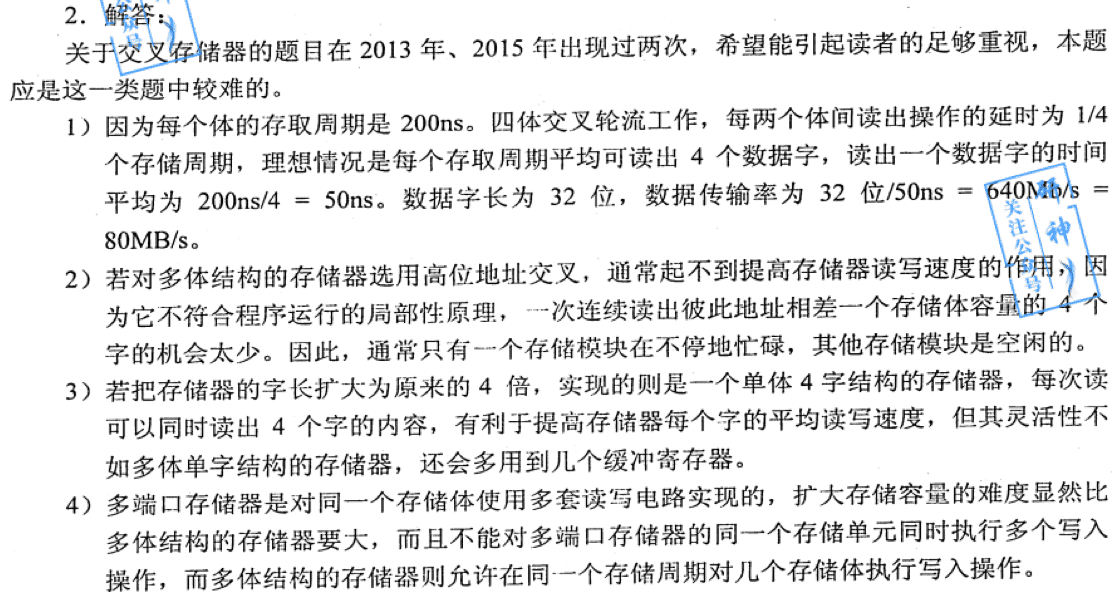 2．解答：
关于交叉存储器的题目在 2013 年、2015 年出现过两次，希望能引起读者的足够重视，本题
应是这一类题中较难的。
1）因为每个体的存取周期是 200ns。四体交叉轮流工作，每两个体间读出操作的延时为 1/4
个存储周期，理想情况是每个存取周期平均可读出 4 个数据字，读出一个数据字的时间
平均为 200ns/4 = 50ns。数据字长为 32 位，数据传输率为 32 位/50ns = 640Mb/s =
80MB/s。
2）若对多体结构的存储器选用高位地址交叉，通常起不到提高存储器读写速度的作用，因
为它不符合程序运行的局部性原理，一次连续读出彼此地址相差一个存储体容量的 4 个
字的机会太少。因此，通常只有一个存储模块在不停地忙碌，其他存储模块是空闲的。
3）若把存储器的字长扩大为原来的 4 倍，实现的则是一个单体 4 字结构的存储器，每次读
可以同时读出 4 个字的内容，有利于提高存储器每个字的平均读写速度，但其灵活性不
如多体单字结构的存储器，还会多用到几个缓冲寄存器。
4）多端口存储器是对同一个存储体使用多套读写电路实现的，扩大存储容量的难度显然比
多体结构的存储器要大，而且不能对多端口存储器的同一个存储单元同时执行多个写入
操作，而多体结构的存储器则允许在同一个存储周期对几个存储体执行写入操作。
关注公众号
研神